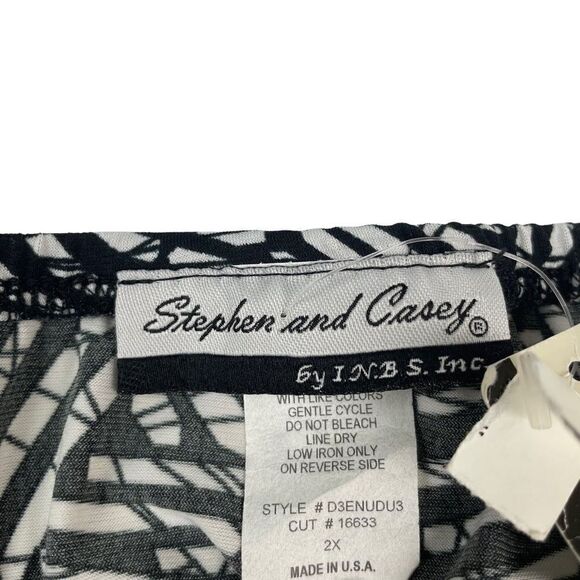 Stephen and Casey ®
by I.N.B S. Inc
WITH LIKE COLORS
GENTLE CYCLE
DO NOT BLEACH
LINE DRY
LOW IRON ONLY
ON REVERSE SIDE
STYLE # D3ENUDU3
CUT # 16633
2X
MADE IN U.S.A.